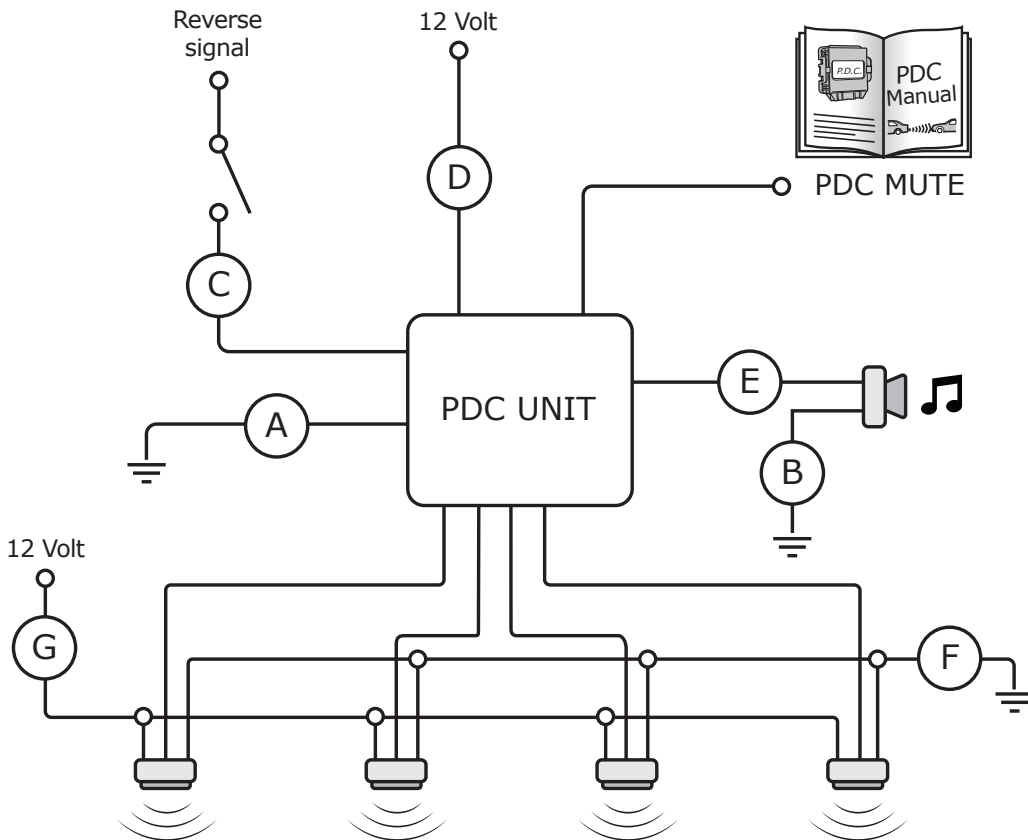 Reverse
signal
12 Volt
P.D.C.
PDC
Manual
D
PDC MUTE
C
PDC UNIT
E
A
B
12 Volt
G
F